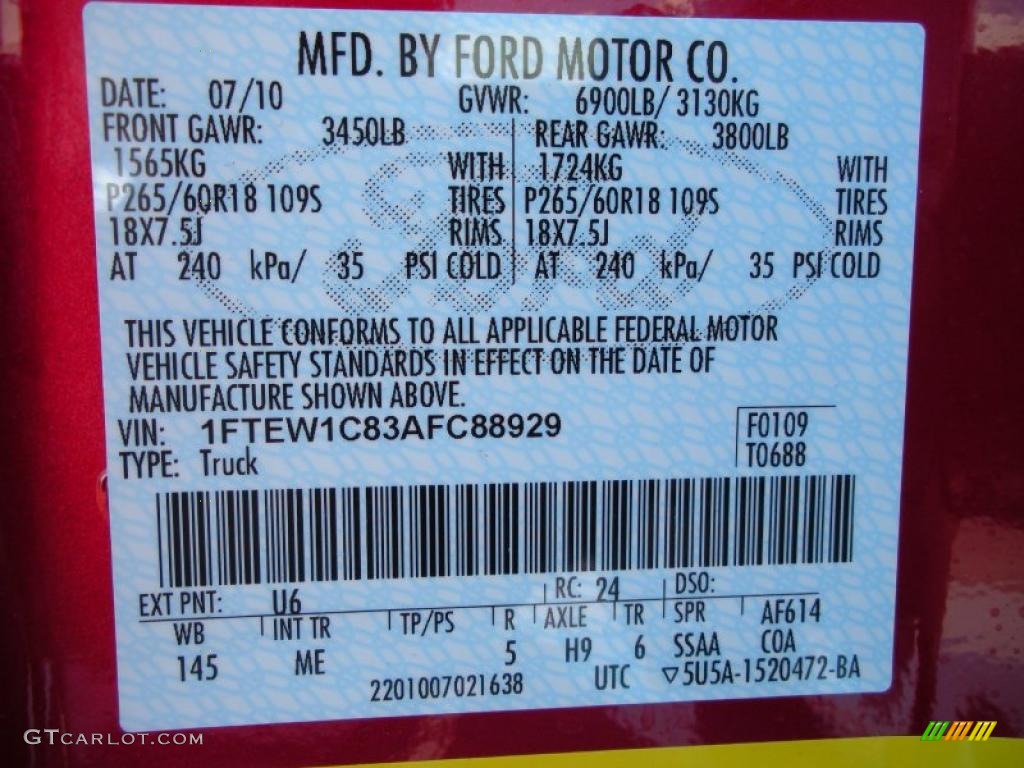 MFD. BY FORD MOTOR CO.
DATE: 07/10 GVWR: 6900LB/ 3130KG
FRONT GAWR: 3450LB REAR GAWR: 3800LB
1565KG WITH 1724KG WITH
P265/60R18 109S TIRES P265/60R18 109S TIRES
18X7.5J RIMS 18X7.5J RIMS
AT 240 kPa/ 35 PSI COLD AT 240 kPa/ 35 PSI COLD
THIS VEHICLE CONFORMS TO ALL APPLICABLE FEDERAL MOTOR
VEHICLE SAFETY STANDARDS IN EFFECT ON THE DATE OF
MANUFACTURE SHOWN ABOVE.
VIN: 1FTEW1C83AFC88929 F0109
TYPE: Truck T0688
EXT PNT: U6 RC: 24 DSO:
WB INT TR TP/PS R AXLE TR SPR AF614
145 ME 5 H9 6 SSAA COA
2201007021638 UTC ▽5U5A-1520472-BA
Ford
GTCARLOT.COM